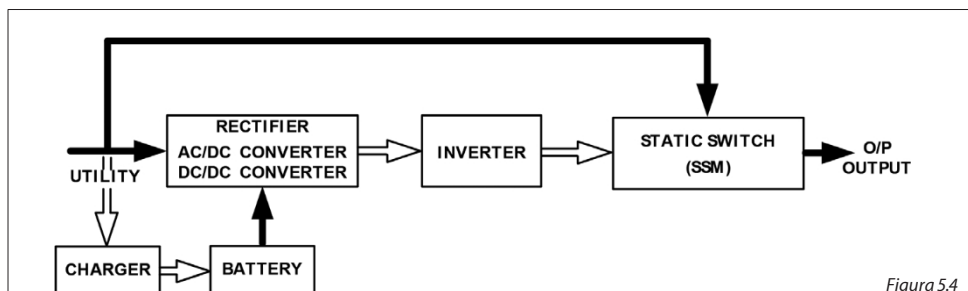 RECTIFIER
AC/DC CONVERTER
DC/DC CONVERTER
INVERTER
STATIC SWITCH
(SSM)
O/P
OUTPUT
UTILITY
CHARGER
BATTERY
Figura 5.4